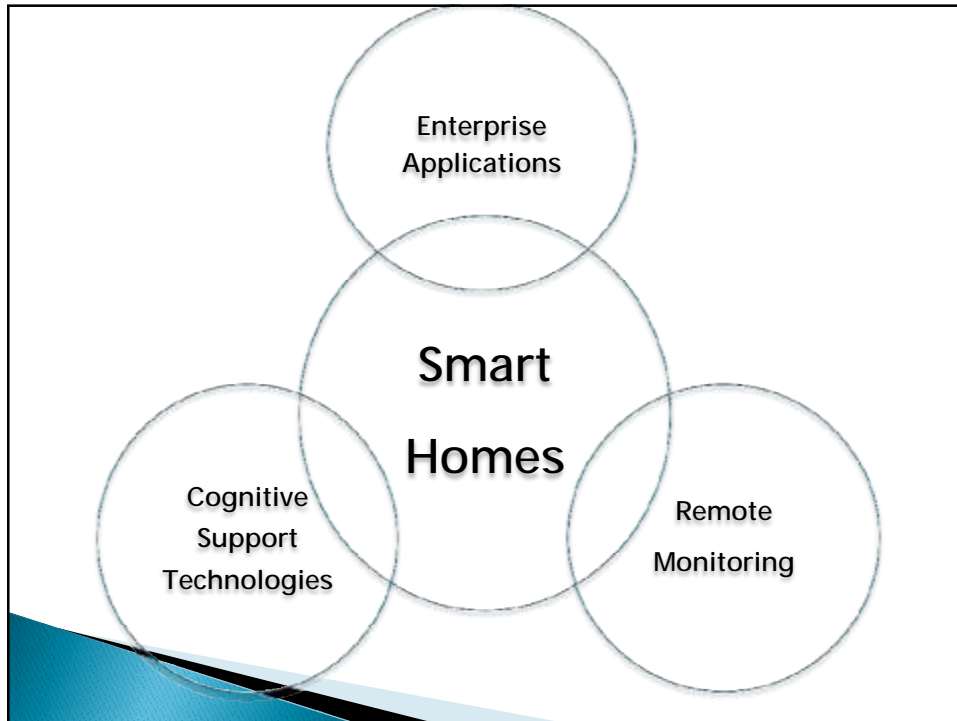 Enterprise
Applications
Smart
Homes
Cognitive
Support
Technologies
Remote
Monitoring